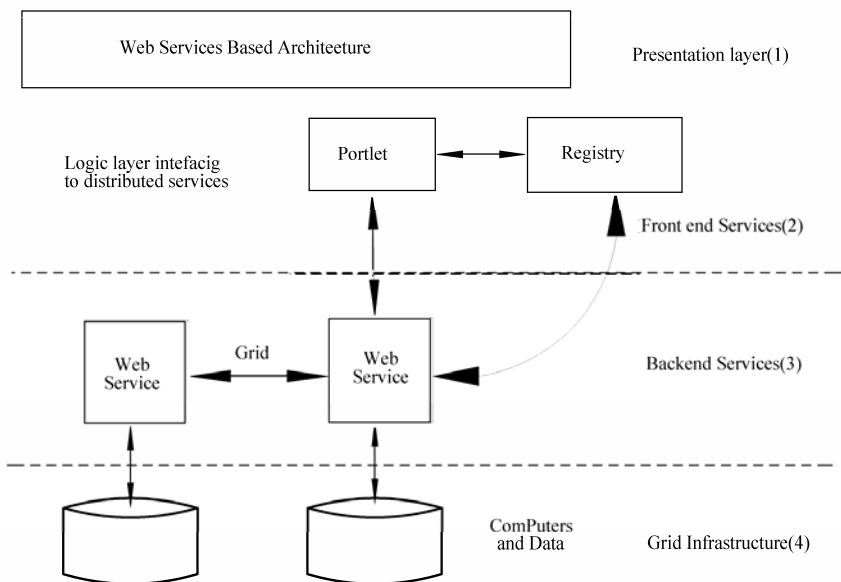 Web Services Based Architeeture
Presentation layer(1)
Portlet
Registry
Logic layer intefacig
to distributed services
Front end Services(2)
Web
Service
Grid
Web
Service
Backend Services(3)
ComPuters
and Data
Grid Infrastructure(4)